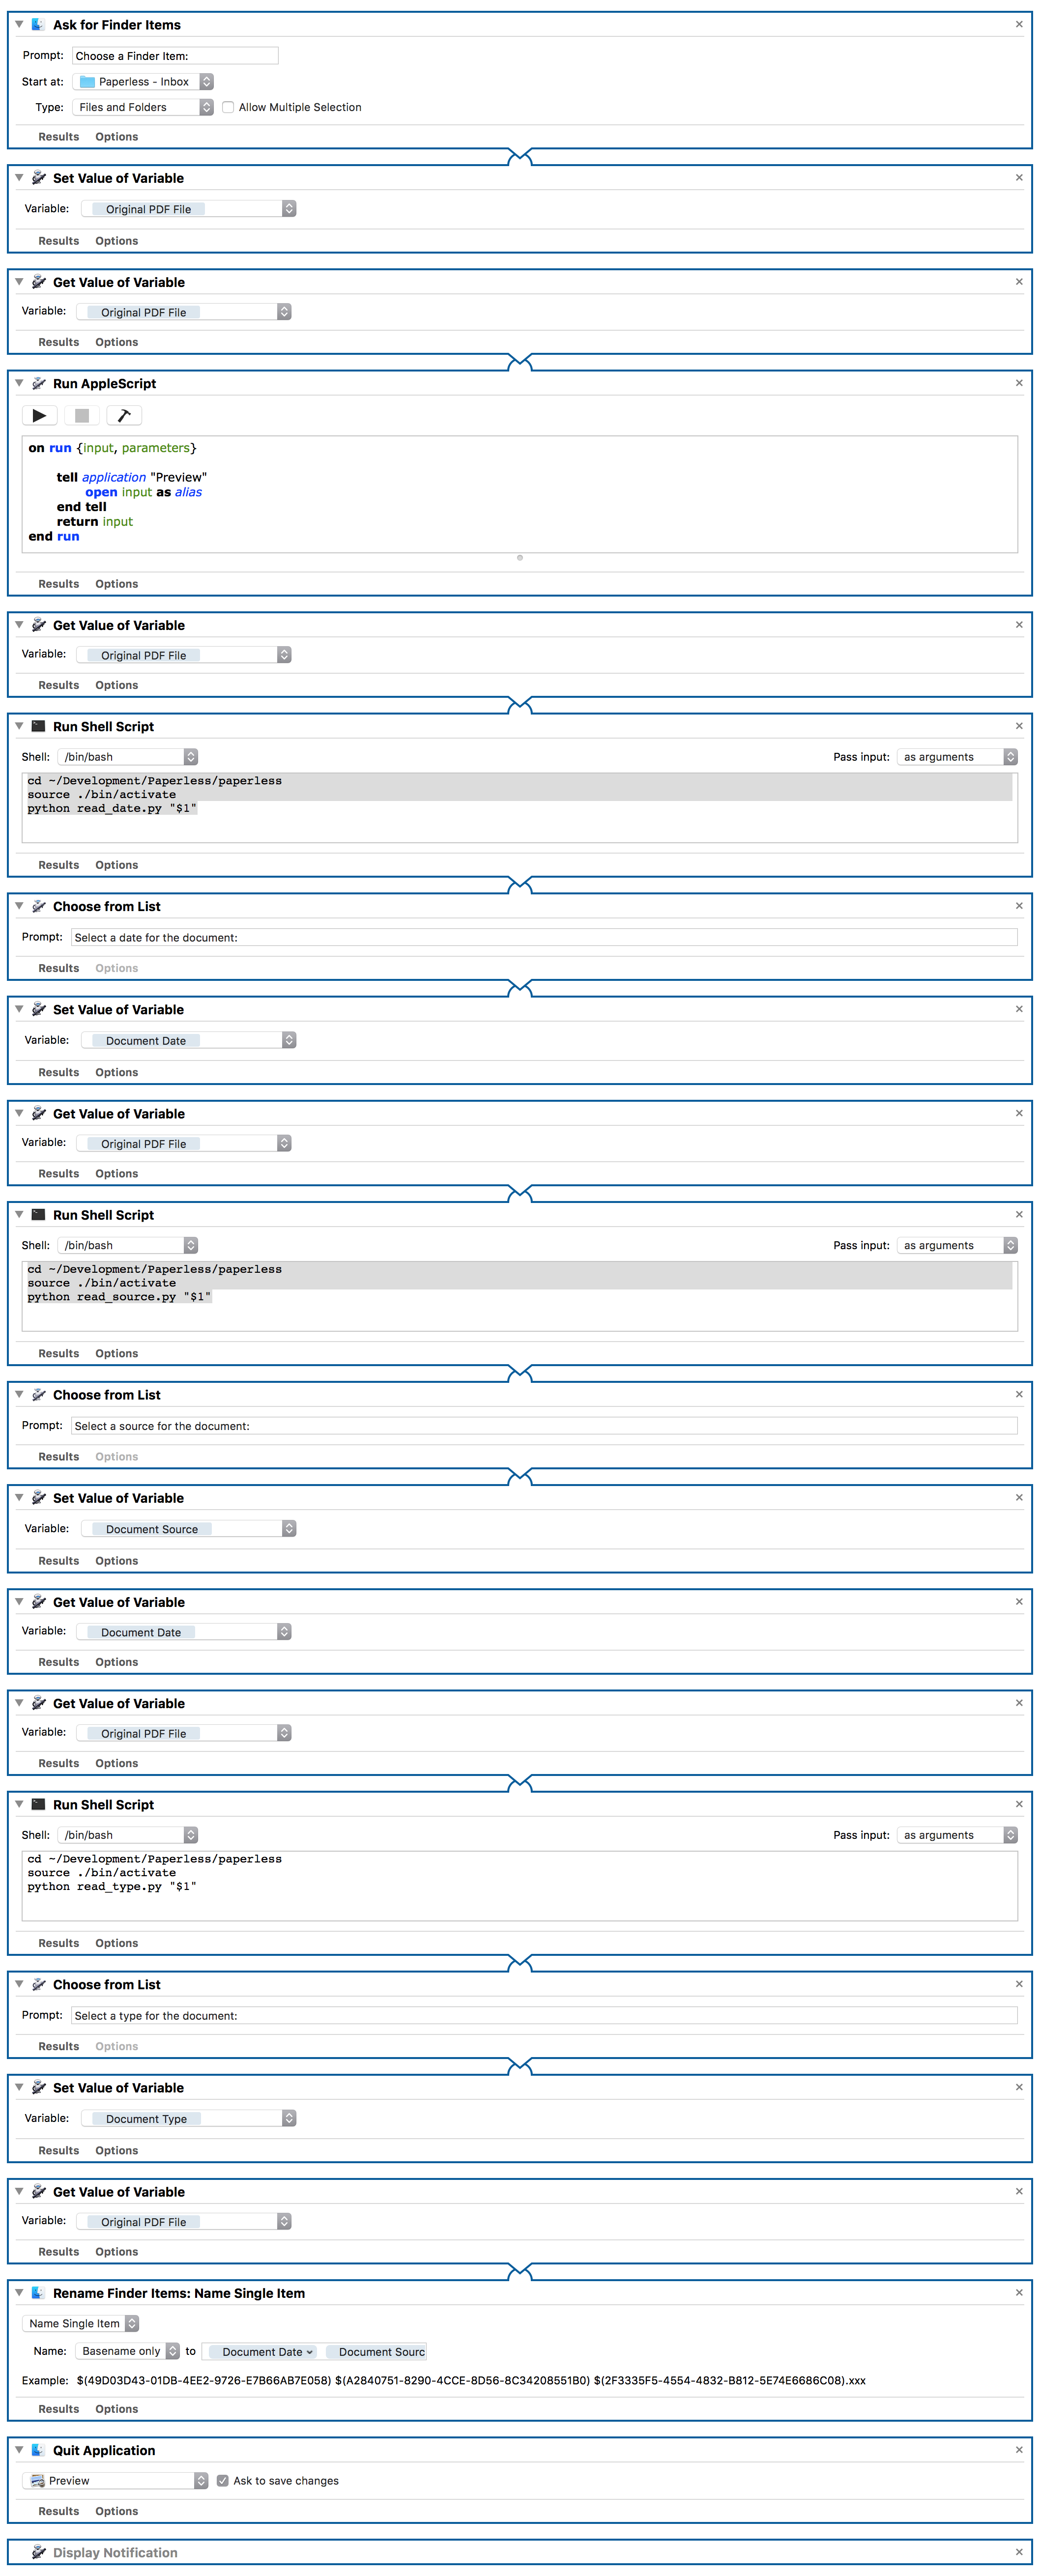 Ask for Finder Items
Prompt: Choose a Finder Item:
Start at: Paperless - Inbox
Type: Files and Folders Allow Multiple Selection
Results Options
Set Value of Variable
Variable: Original PDF File
Results Options
Get Value of Variable
Variable: Original PDF File
Results Options
Run AppleScript
on run {input, parameters}
tell application "Preview"
open input as alias
end tell
return input
end run
Results Options
Get Value of Variable
Variable: Original PDF File
Results Options
Run Shell Script
Shell: /bin/bash Pass input: as arguments
cd ~/Development/Paperless/paperless
source ./bin/activate
python read_date.py "$1"
Results Options
Choose from List
Prompt: Select a date for the document:
Results Options
Set Value of Variable
Variable: Document Date
Results Options
Get Value of Variable
Variable: Original PDF File
Results Options
Run Shell Script
Shell: /bin/bash Pass input: as arguments
cd ~/Development/Paperless/paperless
source ./bin/activate
python read_source.py "$1"
Results Options
Choose from List
Prompt: Select a source for the document:
Results Options
Set Value of Variable
Variable: Document Source
Results Options
Get Value of Variable
Variable: Document Date
Results Options
Get Value of Variable
Variable: Original PDF File
Results Options
Run Shell Script
Shell: /bin/bash Pass input: as arguments
cd ~/Development/Paperless/paperless
source ./bin/activate
python read_type.py "$1"
Results Options
Choose from List
Prompt: Select a type for the document:
Results Options
Set Value of Variable
Variable: Document Type
Results Options
Get Value of Variable
Variable: Original PDF File
Results Options
Rename Finder Items: Name Single Item
Name Single Item
Name: Basename only to Document Date Document Sourc
Example: $(49D03D43-01DB-4EE2-9726-E7B66AB7E058) $(A2840751-8290-4CCE-8D56-8C34208551B0) $(2F3335F5-4554-4832-B812-5E74E6686C08).xxx
Results Options
Quit Application
Preview Ask to save changes
Results Options
Display Notification